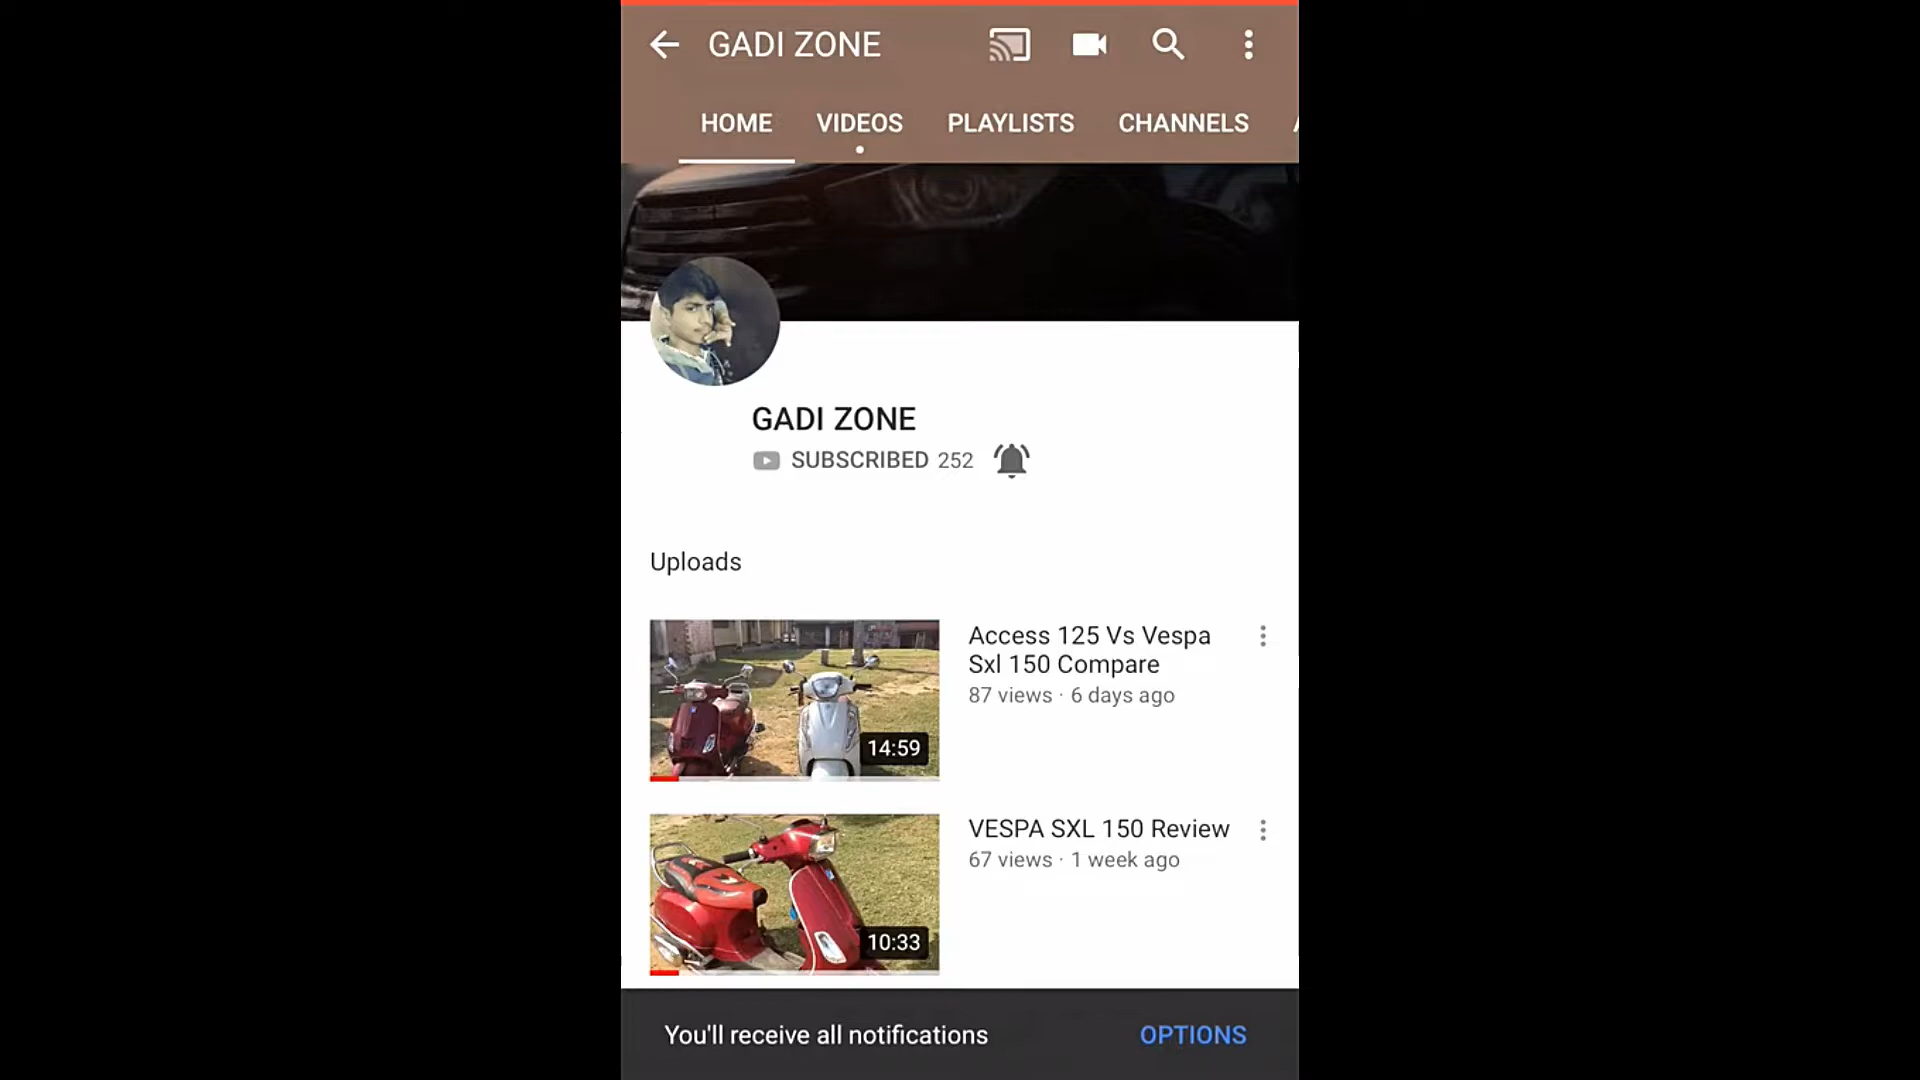 GADI ZONE
HOME VIDEOS PLAYLISTS CHANNELS
GADI ZONE
SUBSCRIBED 252
Uploads
Access 125 Vs Vespa
Sxl 150 Compare
87 views · 6 days ago
14:59
VESPA SXL 150 Review
67 views · 1 week ago
10:33
You'll receive all notifications OPTIONS